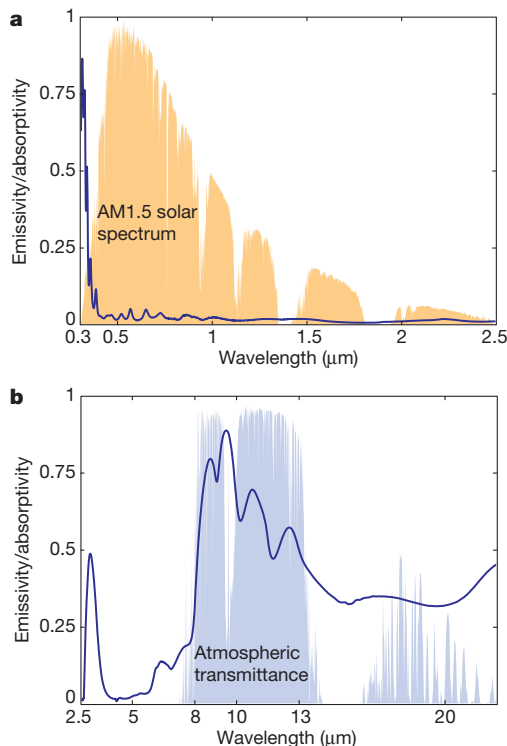 a
1
0.75
0.5
0.25
0
Emissivity/absorptivity
AM1.5 solar
spectrum
0.3 0.5 1 1.5 2 2.5
Wavelength (μm)
b
1
0.75
0.5
0.25
0
Emissivity/absorptivity
Atmospheric
transmittance
2.5 5 8 10 13 20
Wavelength (μm)